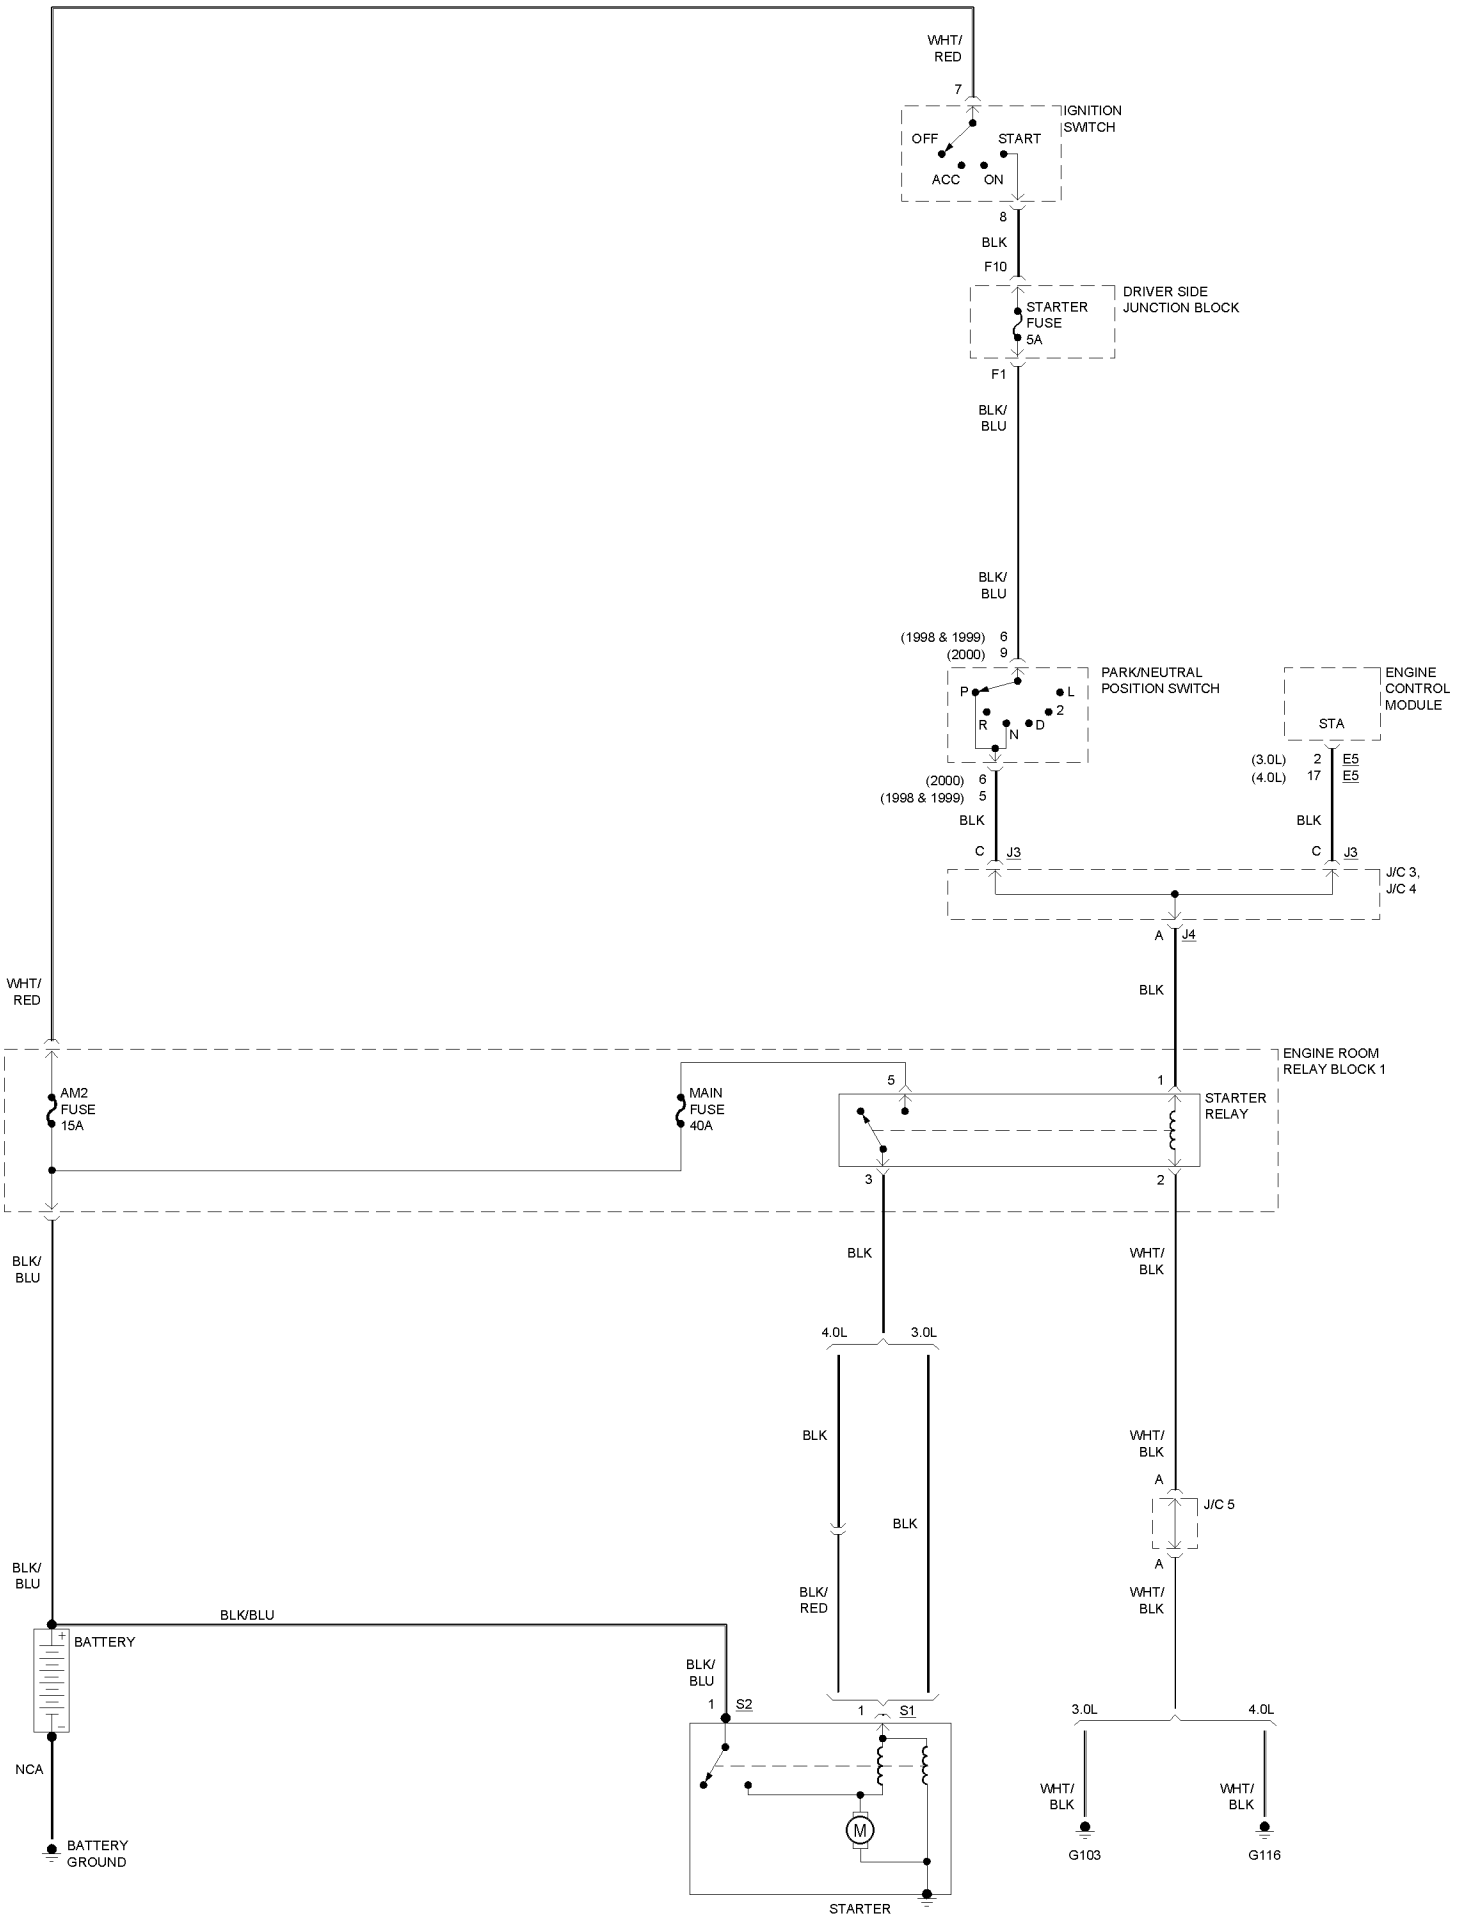 WHT/
RED
7
IGNITION
SWITCH
OFF
START
ACC
ON
8
BLK
F10
DRIVER SIDE
JUNCTION BLOCK
STARTER
FUSE
5A
F1
BLK/
BLU
BLK/
BLU
(1998 & 1999) 6
(2000) 9
PARK/NEUTRAL
POSITION SWITCH
P
R
N
D
2
L
ENGINE
CONTROL
MODULE
STA
(2000) 6
(1998 & 1999) 5
BLK
C J3
(3.0L) 2 E5
(4.0L) 17 E5
BLK
C J3
J/C 3,
J/C 4
A J4
BLK
WHT/
RED
ENGINE ROOM
RELAY BLOCK 1
AM2
FUSE
15A
MAIN
FUSE
40A
5
1
STARTER
RELAY
3
2
BLK/
BLU
BLK
WHT/
BLK
4.0L
3.0L
BLK
BLK
BLK/
RED
WHT/
BLK
A
J/C 5
A
WHT/
BLK
BLK/
BLU
BLK/BLU
+
BATTERY
–
BLK/
BLU
1 S2
1 S1
NCA
BATTERY
GROUND
M
STARTER
3.0L
4.0L
WHT/
BLK
WHT/
BLK
G103
G116